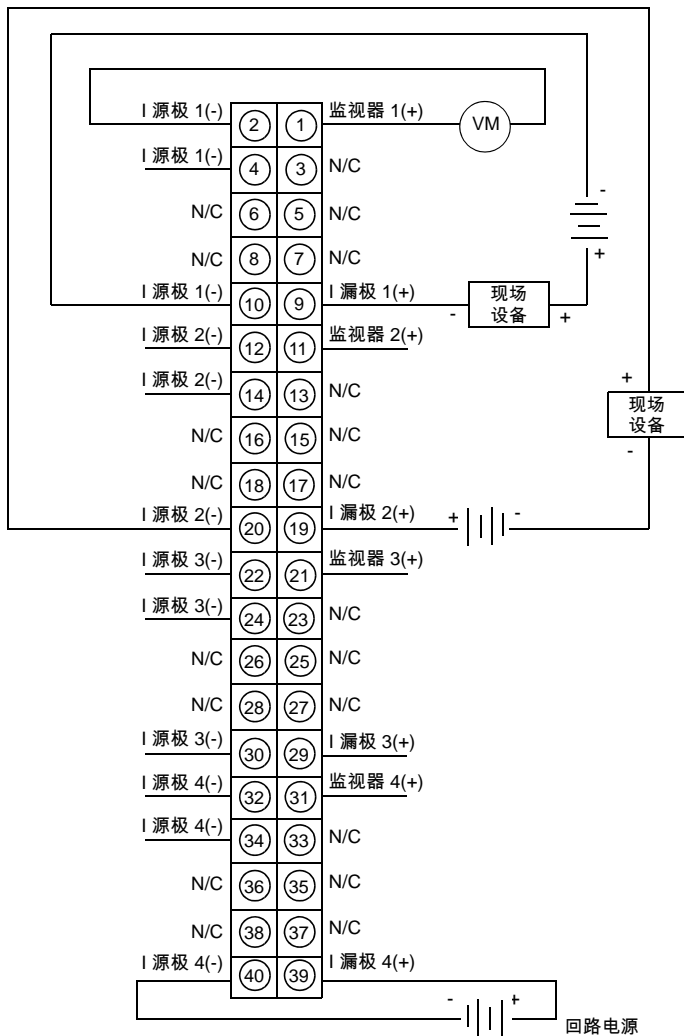 I 源极 1(-) 2 1 监视器 1(+) VM
I 源极 1(-) 4 3 N/C
N/C 6 5 N/C
-
N/C 8 7 N/C
+
I 源极 1(-) 10 9 I 漏极 1(+) - 现场
设备 +
I 源极 2(-) 12 11 监视器 2(+)
I 源极 2(-) 14 13 N/C
+
现场
设备
-
N/C 16 15 N/C
N/C 18 17 N/C
I 源极 2(-) 20 19 I 漏极 2(+) + -
I 源极 3(-) 22 21 监视器 3(+)
I 源极 3(-) 24 23 N/C
N/C 26 25 N/C
N/C 28 27 N/C
I 源极 3(-) 30 29 I 漏极 3(+)
I 源极 4(-) 32 31 监视器 4(+)
I 源极 4(-) 34 33 N/C
N/C 36 35 N/C
N/C 38 37 N/C
I 源极 4(-) 40 39 I 漏极 4(+)
- +
回路电源